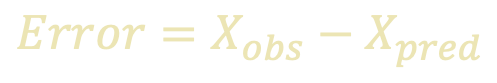 Error = X_obs − X_pred